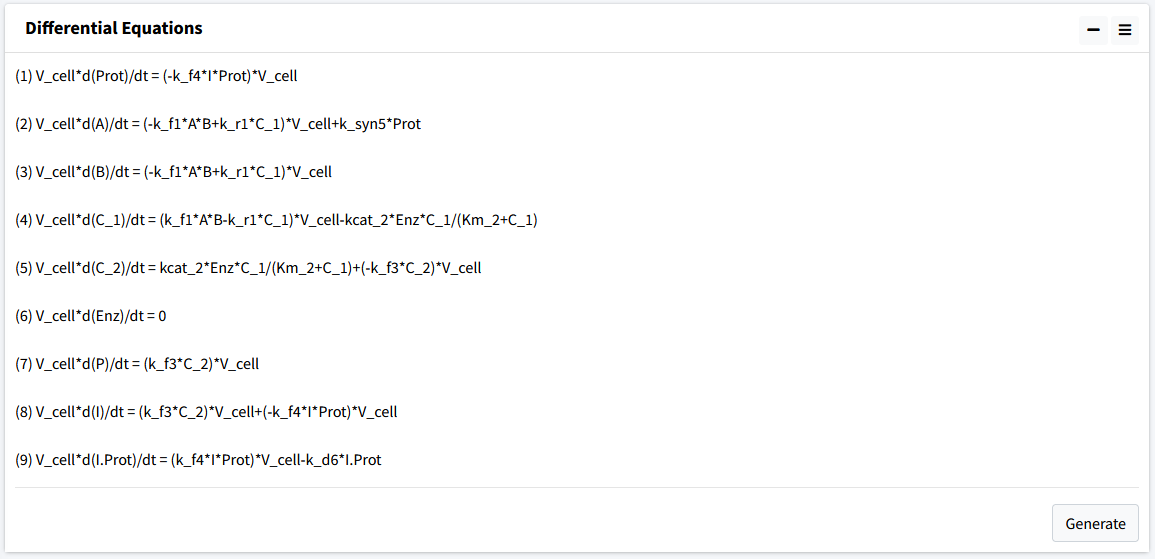 Differential Equations
(1) V_cell*d(Prot)/dt = (-k_f4*I*Prot)*V_cell
(2) V_cell*d(A)/dt = (-k_f1*A*B+k_r1*C_1)*V_cell+k_syn5*Prot
(3) V_cell*d(B)/dt = (-k_f1*A*B+k_r1*C_1)*V_cell
(4) V_cell*d(C_1)/dt = (k_f1*A*B-k_r1*C_1)*V_cell-kcat_2*Enz*C_1/(Km_2+C_1)
(5) V_cell*d(C_2)/dt = kcat_2*Enz*C_1/(Km_2+C_1)+(-k_f3*C_2)*V_cell
(6) V_cell*d(Enz)/dt = 0
(7) V_cell*d(P)/dt = (k_f3*C_2)*V_cell
(8) V_cell*d(I)/dt = (k_f3*C_2)*V_cell+(-k_f4*I*Prot)*V_cell
(9) V_cell*d(I.Prot)/dt = (k_f4*I*Prot)*V_cell-k_d6*I.Prot
Generate